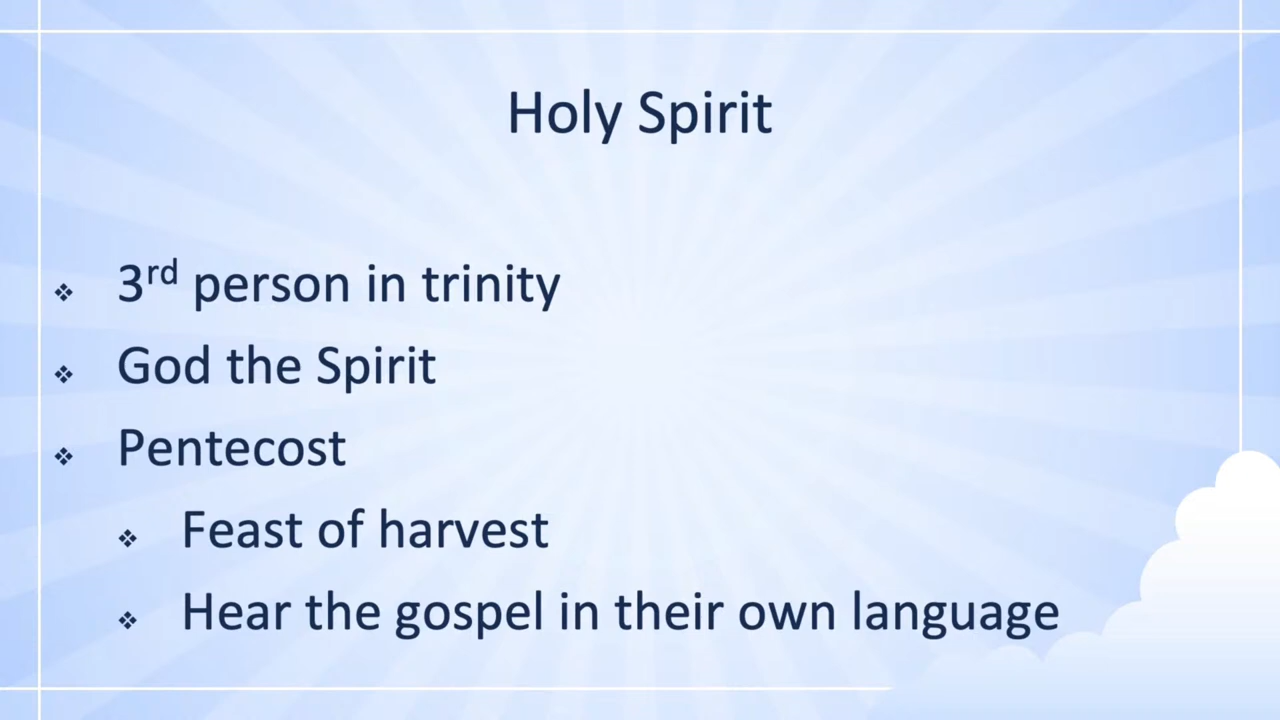 Holy Spirit
❖ 3rd person in trinity
❖ God the Spirit
❖ Pentecost
❖ Feast of harvest
❖ Hear the gospel in their own language